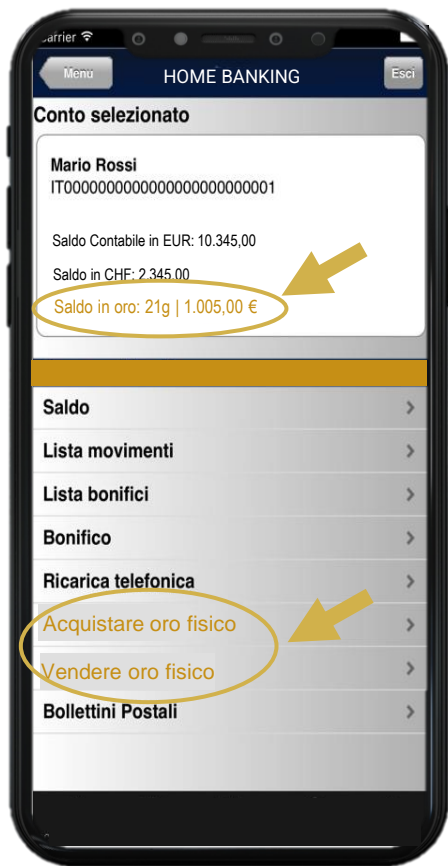 arrier
Menu
HOME BANKING
Esci
Conto selezionato
Mario Rossi
IT0000000000000000000000001
Saldo Contabile in EUR: 10.345,00
Saldo in CHF: 2.345,00
Saldo in oro: 21g | 1.005,00 €
Saldo
Lista movimenti
Lista bonifici
Bonifico
Ricarica telefonica
Acquistare oro fisico
Vendere oro fisico
Bollettini Postali